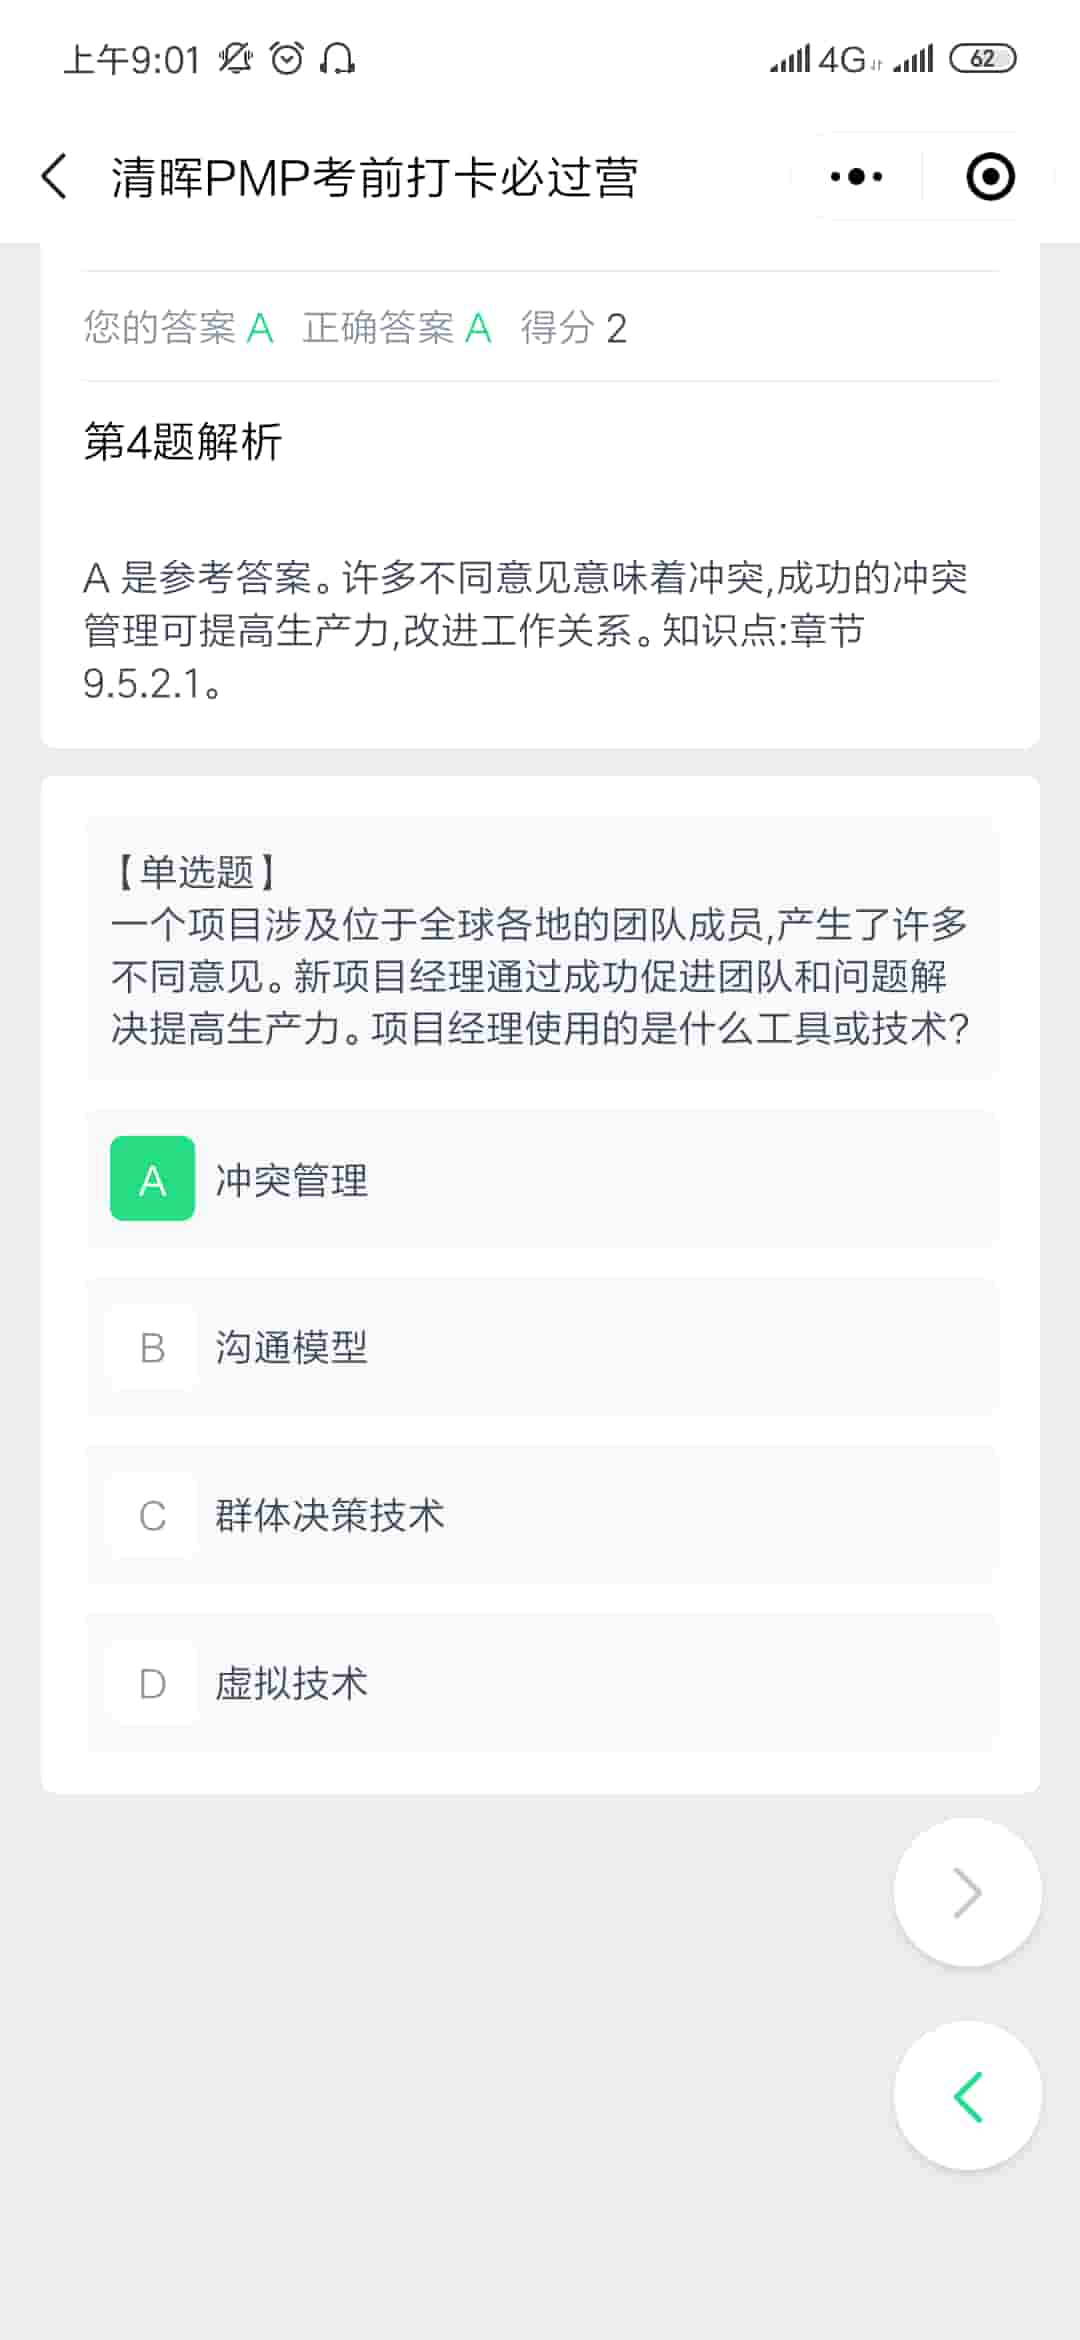 上午9:01 4G 62
清晖PMP考前打卡必过营
您的答案 A 正确答案 A 得分 2
第4题解析
A 是参考答案。许多不同意见意味着冲突,成功的冲突
管理可提高生产力,改进工作关系。知识点:章节
9.5.2.1。
【单选题】
一个项目涉及位于全球各地的团队成员,产生了许多
不同意见。新项目经理通过成功促进团队和问题解
决提高生产力。项目经理使用的是什么工具或技术?
A 冲突管理
B 沟通模型
C 群体决策技术
D 虚拟技术